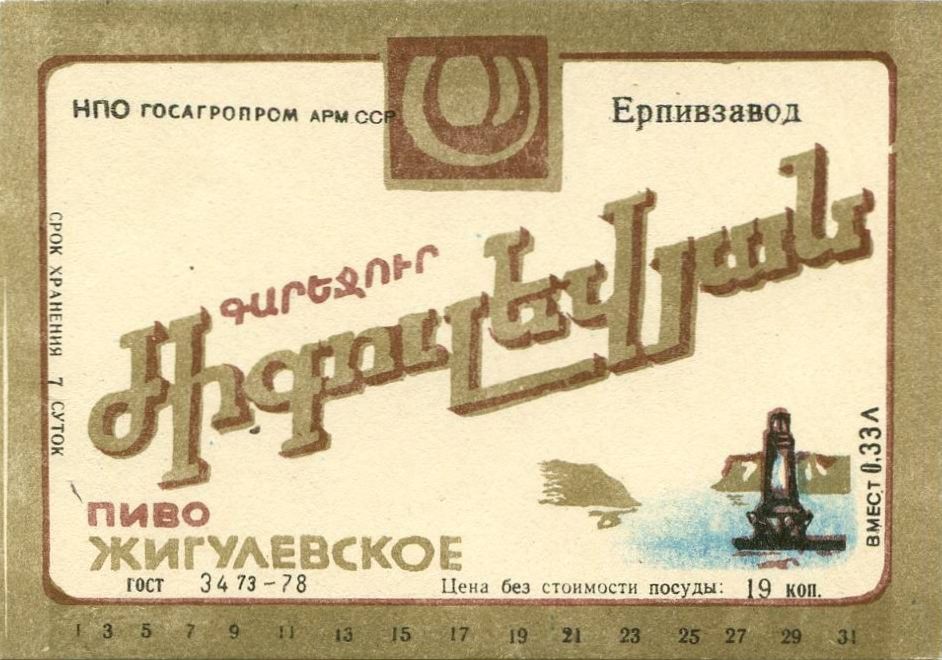 НПО ГОСАГРОПРОМ АРМ ССР
Ерпивзавод
ԳԱՐԵՋՈՒՐ
Ժիգուլեվյան
СРОК ХРАНЕНИЯ 7 СУТОК
ВМЕСТ 0,33 Л
ПИВО
ЖИГУЛЕВСКОЕ
ГОСТ 3473-78
Цена без стоимости посуды: 19 коп.
1 3 5 7 9 11 13 15 17 19 21 23 25 27 29 31